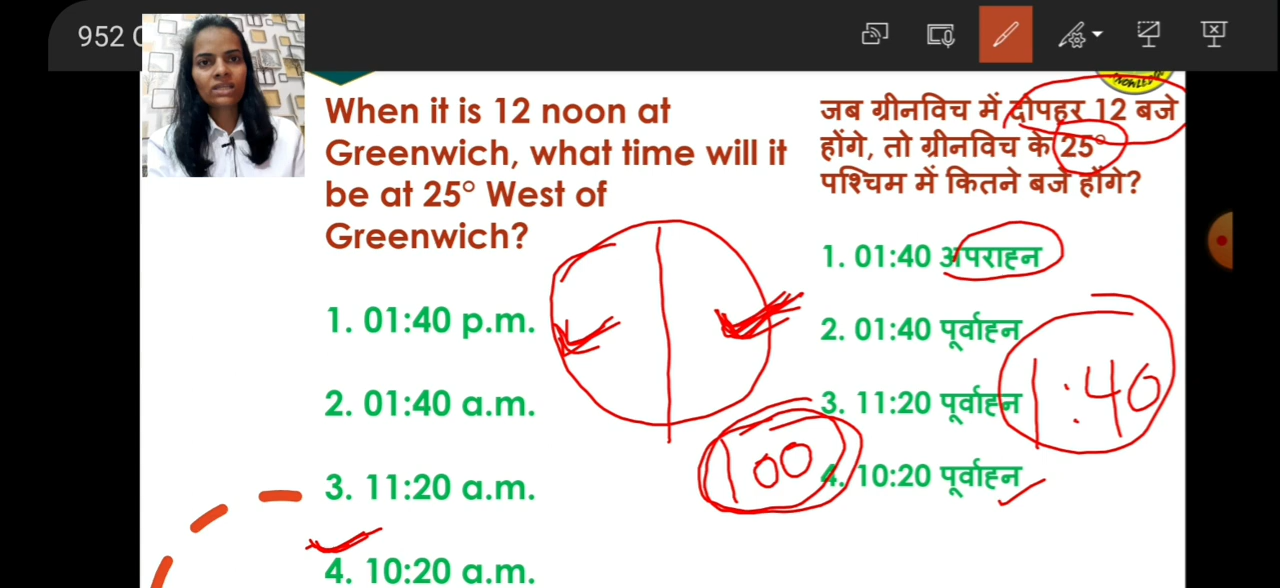 952
When it is 12 noon at
Greenwich, what time will it
be at 25° West of
Greenwich?
1. 01:40 p.m.
2. 01:40 a.m.
3. 11:20 a.m.
4. 10:20 a.m.
जब ग्रीनविच में दोपहर 12 बजे
होंगे, तो ग्रीनविच के 25°
पश्चिम में कितने बजे होंगे?
1. 01:40 अपराह्न
2. 01:40 पूर्वाह्न
3. 11:20 पूर्वाह्न
4. 10:20 पूर्वाह्न
1:40
100